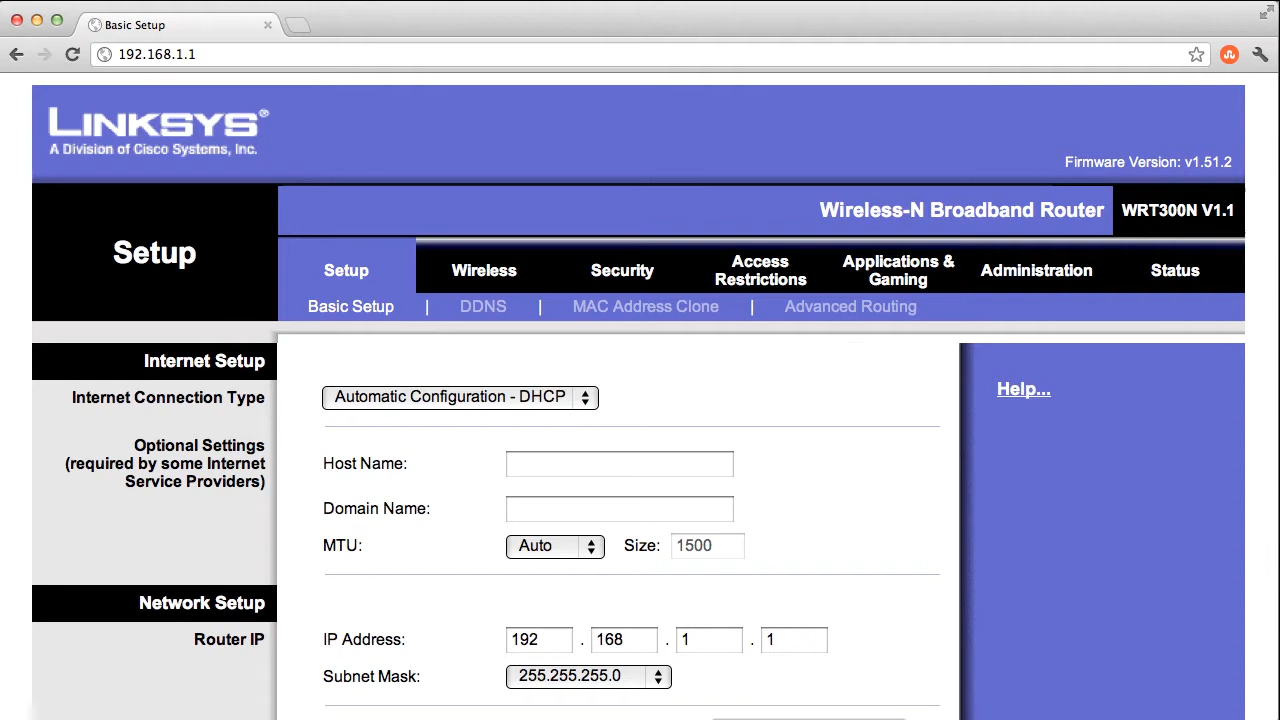 Basic Setup
192.168.1.1
LINKSYS®
A Division of Cisco Systems, Inc.
Firmware Version: v1.51.2
Wireless-N Broadband Router
WRT300N V1.1
Setup
Setup
Wireless
Security
Access
Restrictions
Applications &
Gaming
Administration
Status
Basic Setup | DDNS | MAC Address Clone | Advanced Routing
Internet Setup
Internet Connection Type
Automatic Configuration - DHCP
Help...
Optional Settings
(required by some Internet
Service Providers)
Host Name:
Domain Name:
MTU: Auto Size: 1500
Network Setup
Router IP
IP Address: 192 . 168 . 1 . 1
Subnet Mask: 255.255.255.0